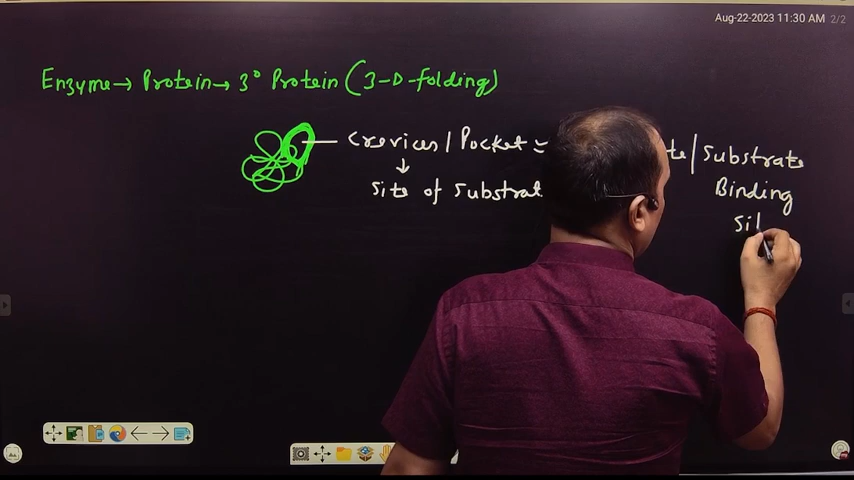 Aug-22-2023 11:30 AM 2/2
Enzyme → Protein → 3° Protein (3-D-folding)
Crevices / Pocket ≃ te / Substrate
↓
Site of Substrat
Binding
Sit